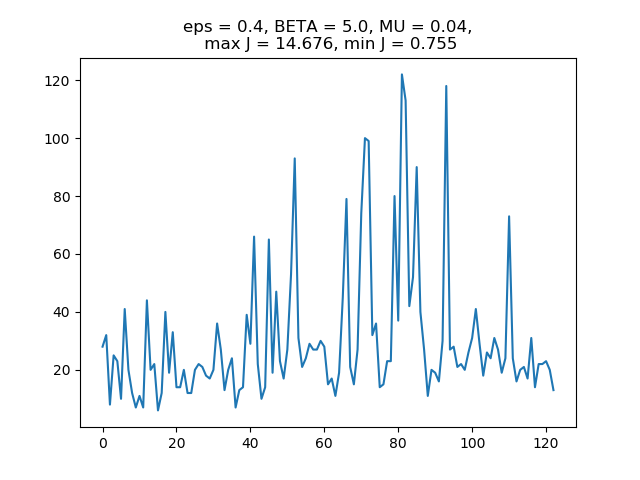 eps = 0.4, BETA = 5.0, MU = 0.04,
max J = 14.676, min J = 0.755
120
100
80
60
40
20
0 20 40 60 80 100 120